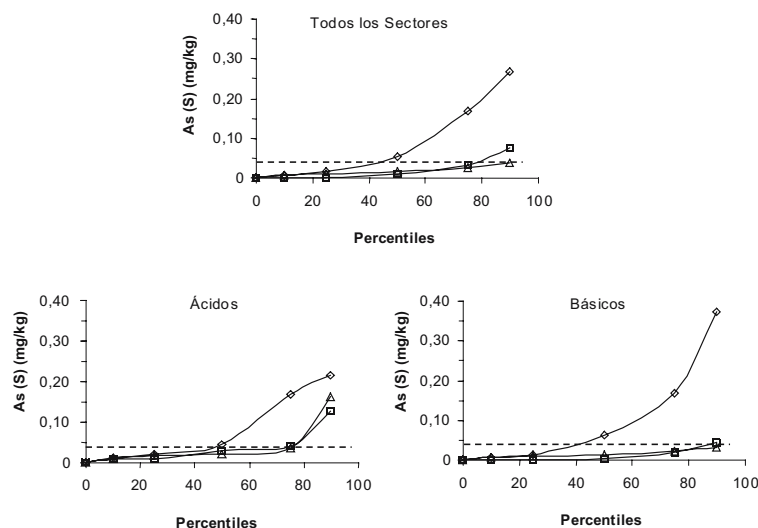 Todos los Sectores
As (S) (mg/kg)
0,40
0,30
0,20
0,10
0
0 20 40 60 80 100
Percentiles
Ácidos
As (S) (mg/kg)
0,40
0,30
0,20
0,10
0
0 20 40 60 80 100
Percentiles
Básicos
As (S) (mg/kg)
0,40
0,30
0,20
0,10
0
0 20 40 60 80 100
Percentiles